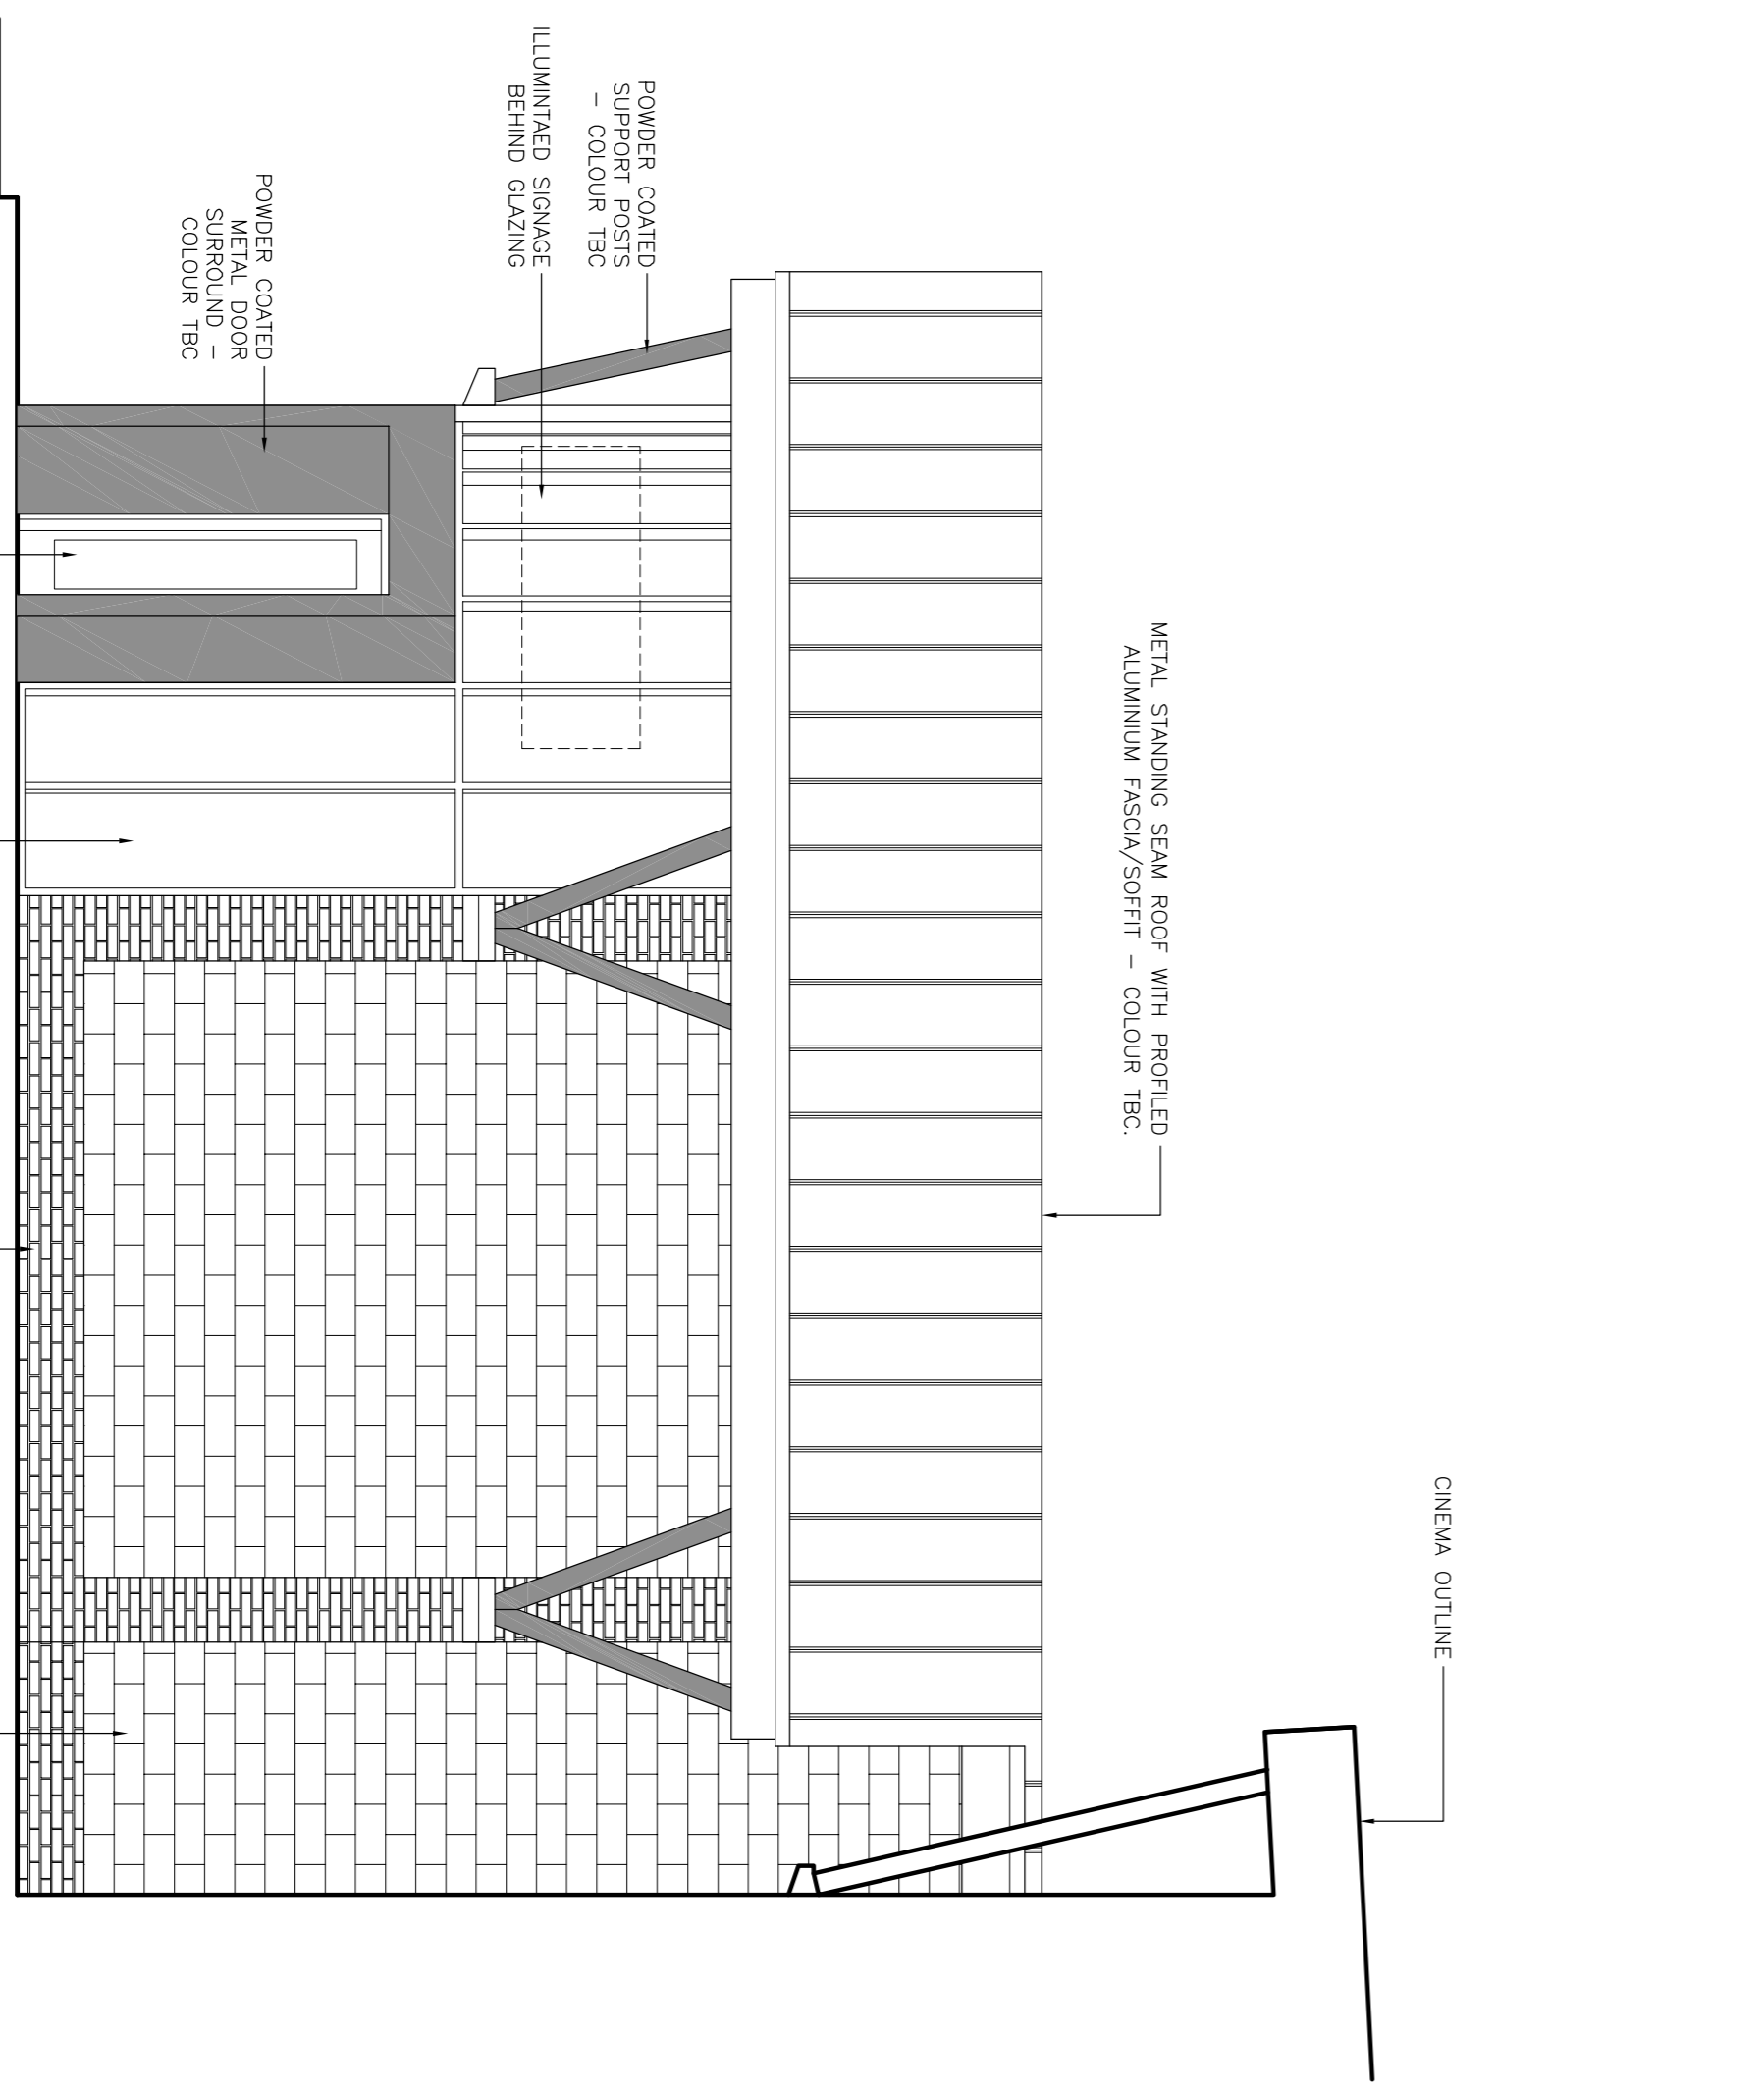 CINEMA OUTLINE
METAL STANDING SEAM ROOF WITH PROFILED
ALUMINIUM FASCIA/SOFFIT – COLOUR TBC.
POWDER COATED
SUPPORT POSTS
– COLOUR TBC
ILLUMINTAED SIGNAGE
BEHIND GLAZING
POWDER COATED
METAL DOOR
SURROUND –
COLOUR TBC